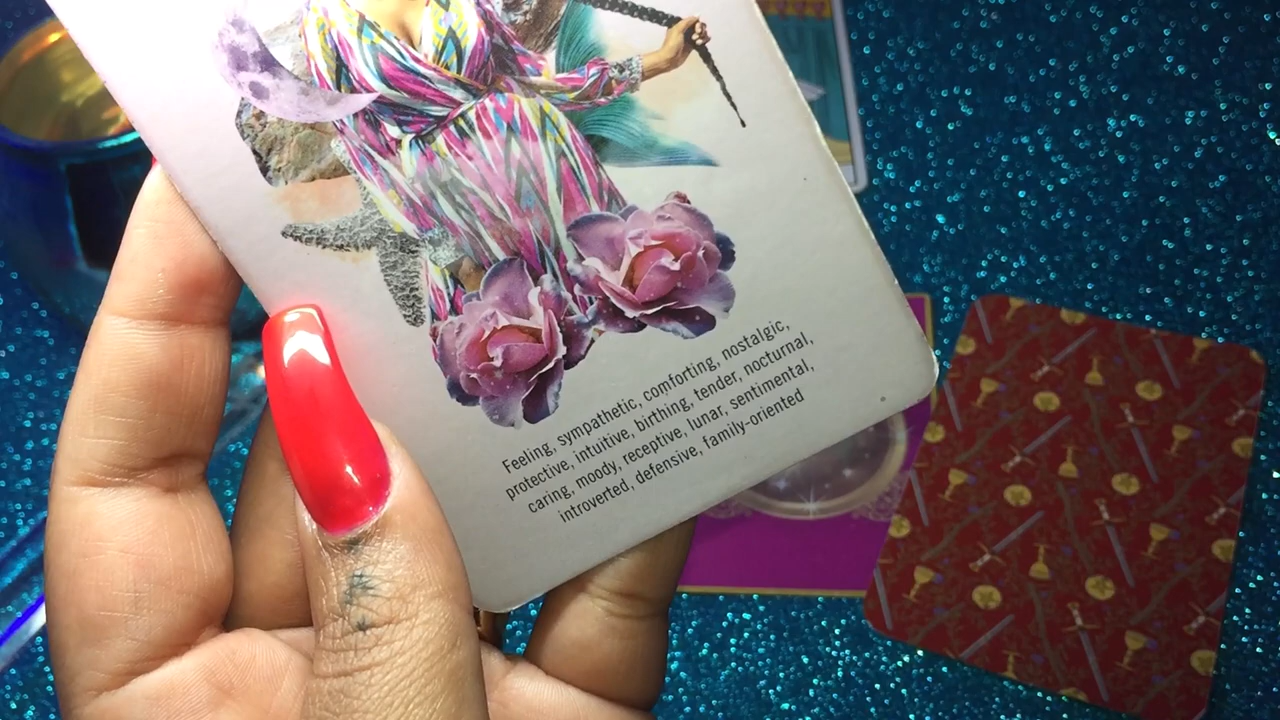 Feeling, sympathetic, comforting, nostalgic,
protective, intuitive, birthing, tender, nocturnal,
caring, moody, receptive, lunar, sentimental,
introverted, defensive, family-oriented